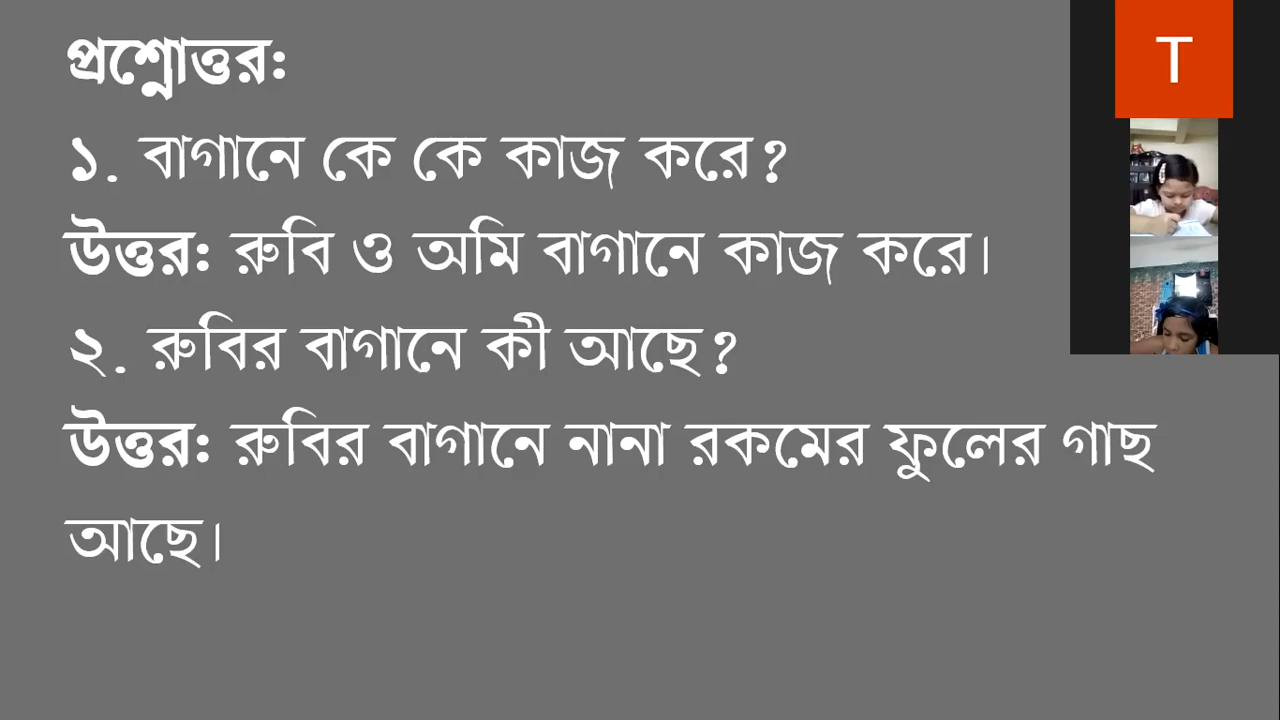 প্রশ্নোত্তর:
১. বাগানে কে কে কাজ করে?
উত্তর: রুবি ও অমি বাগানে কাজ করে।
২. রুবির বাগানে কী আছে?
উত্তর: রুবির বাগানে নানা রকমের ফুলের গাছ
আছে।
T